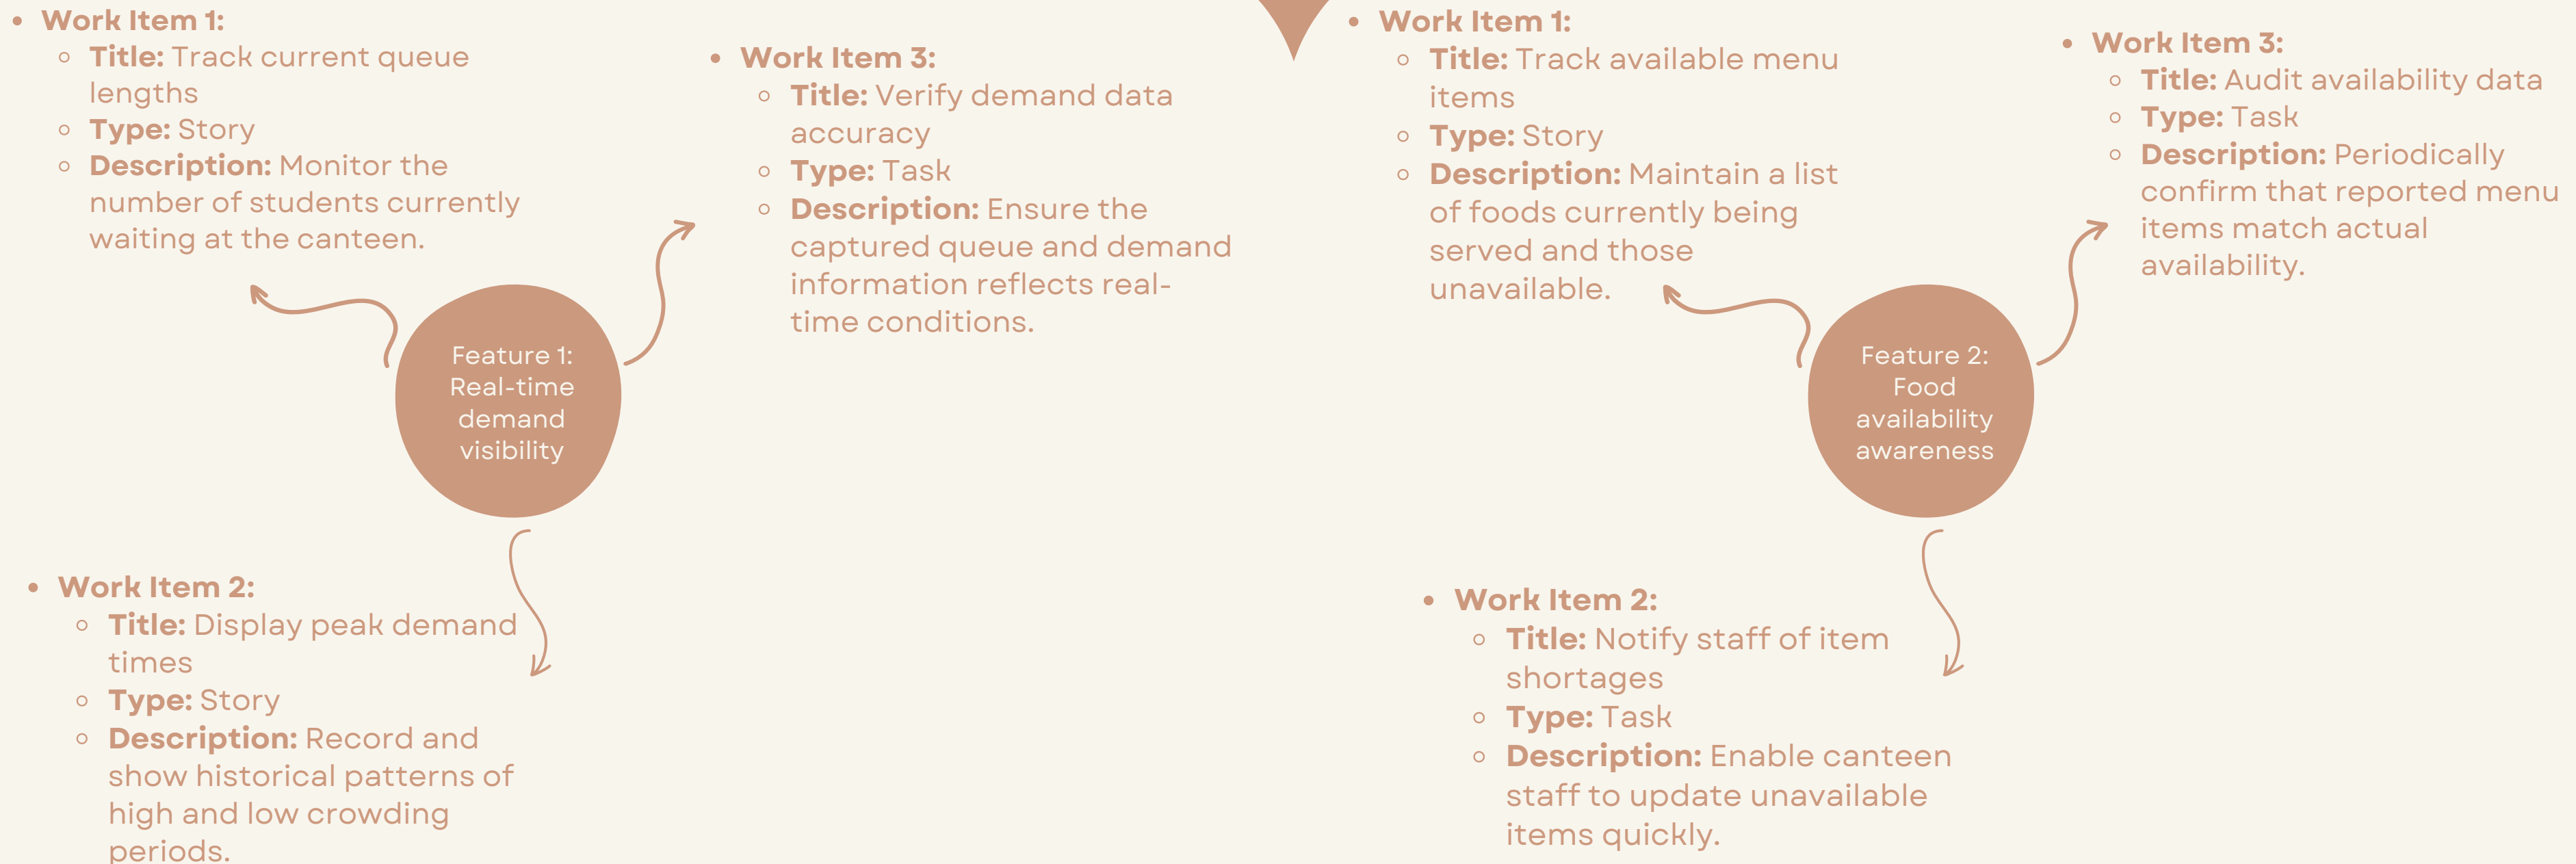 Work Item 1:
Title: Track current queue
lengths
Type: Story
Description: Monitor the
number of students currently
waiting at the canteen.
Work Item 3:
Title: Verify demand data
accuracy
Type: Task
Description: Ensure the
captured queue and demand
information reflects real-
time conditions.
Feature 1:
Real-time
demand
visibility
Work Item 2:
Title: Display peak demand
times
Type: Story
Description: Record and
show historical patterns of
high and low crowding
periods.
Work Item 1:
Title: Track available menu
items
Type: Story
Description: Maintain a list
of foods currently being
served and those
unavailable.
Work Item 3:
Title: Audit availability data
Type: Task
Description: Periodically
confirm that reported menu
items match actual
availability.
Feature 2:
Food
availability
awareness
Work Item 2:
Title: Notify staff of item
shortages
Type: Task
Description: Enable canteen
staff to update unavailable
items quickly.